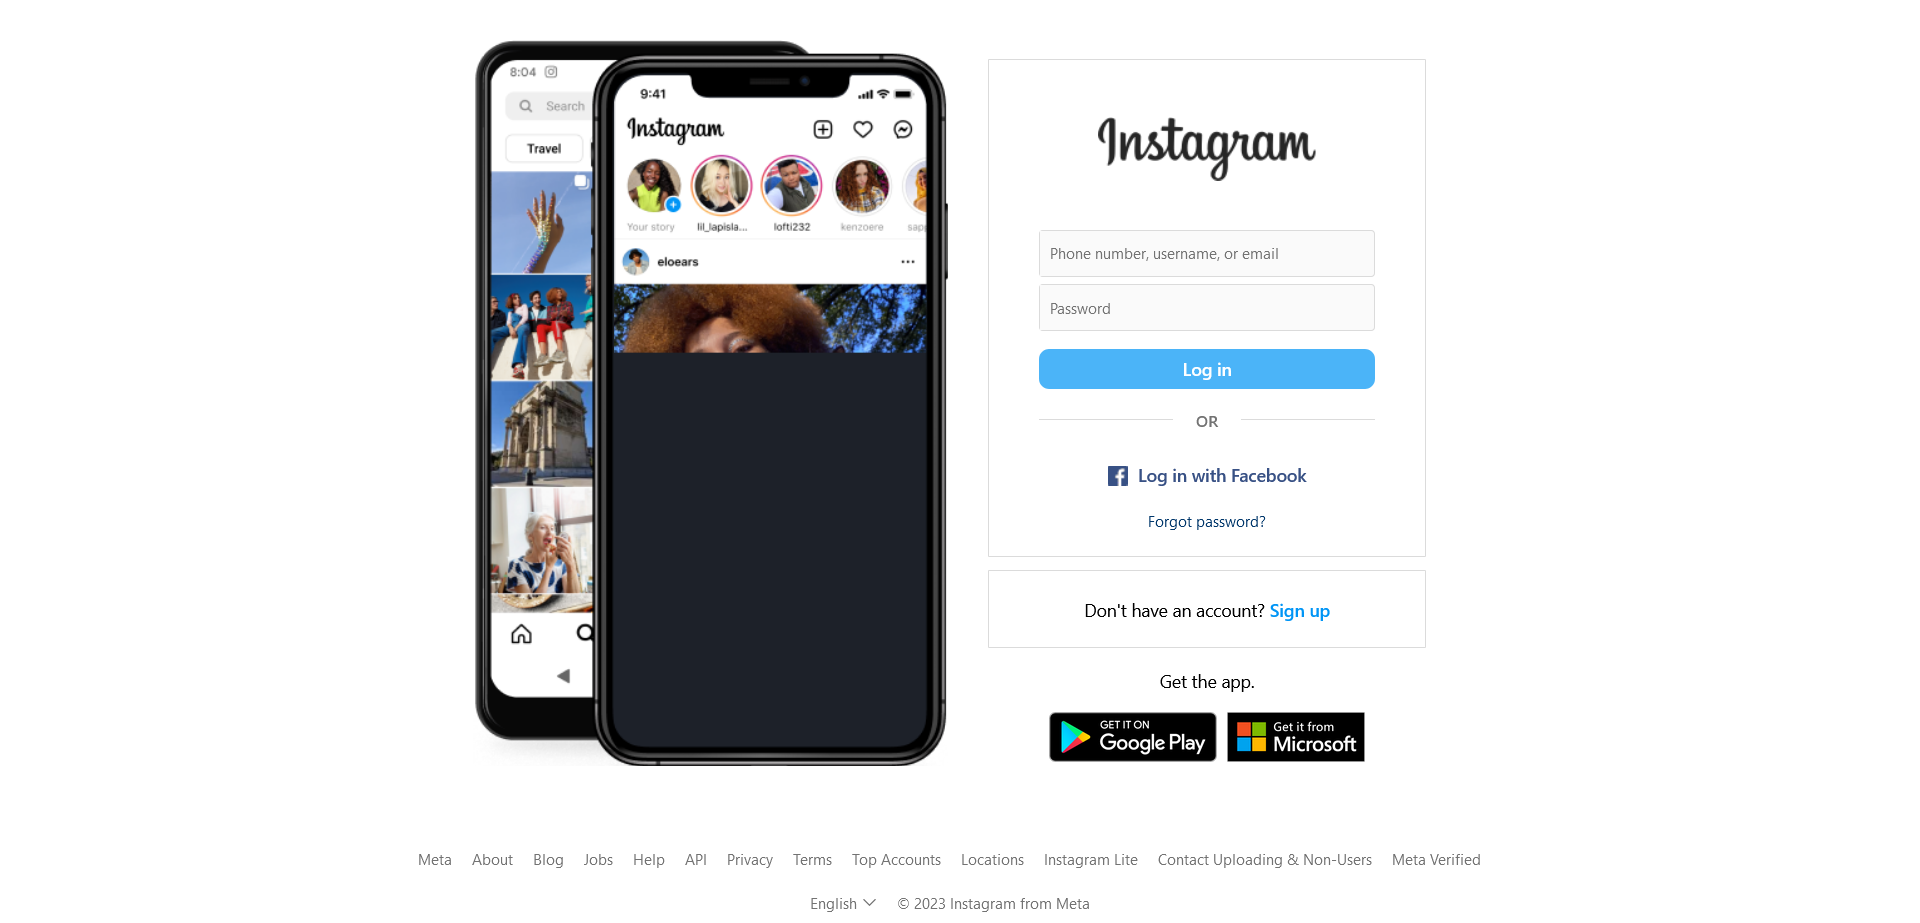 8:04
Search
Travel
9:41
Instagram
Your story lil_lapisla... lofti232 kenzoere sapp
eloears
Instagram
Phone number, username, or email
Password
Log in
OR
Log in with Facebook
Forgot password?
Don't have an account? Sign up
Get the app.
GET IT ON
Google Play
Get it from
Microsoft
Meta About Blog Jobs Help API Privacy Terms Top Accounts Locations Instagram Lite Contact Uploading & Non-Users Meta Verified
English © 2023 Instagram from Meta